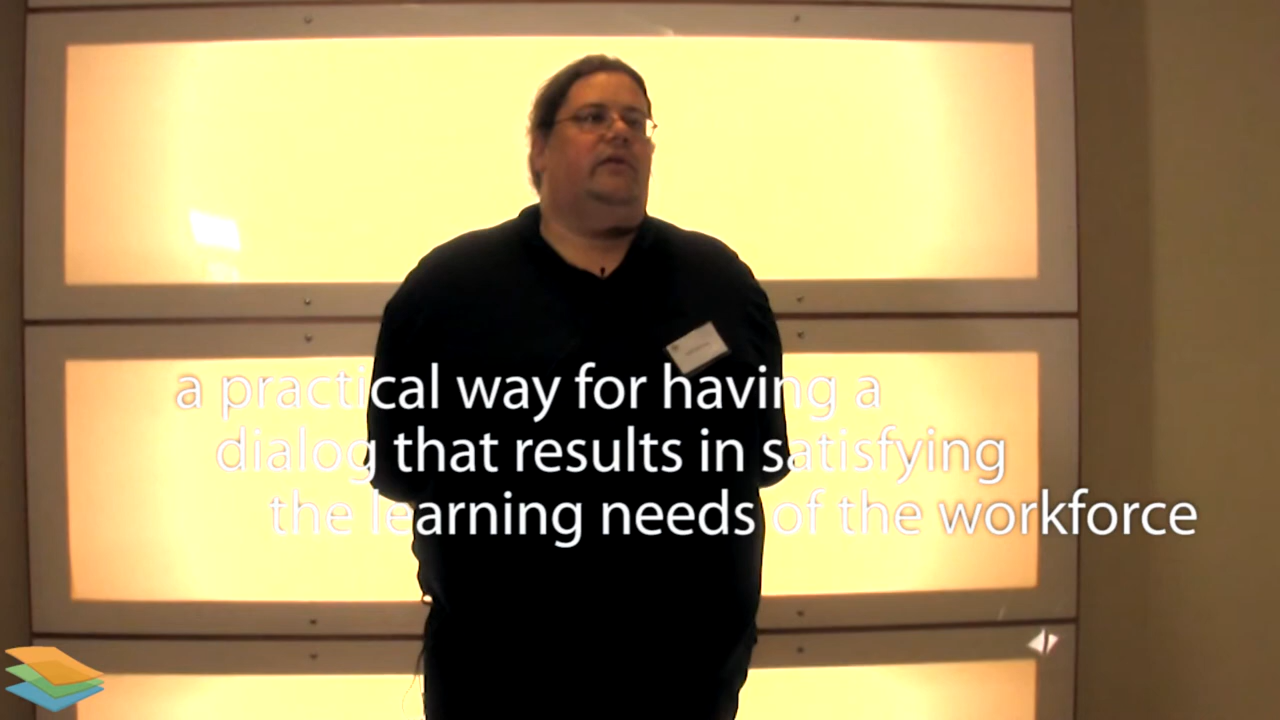 a practical way for having a
dialog that results in satisfying
the learning needs of the workforce